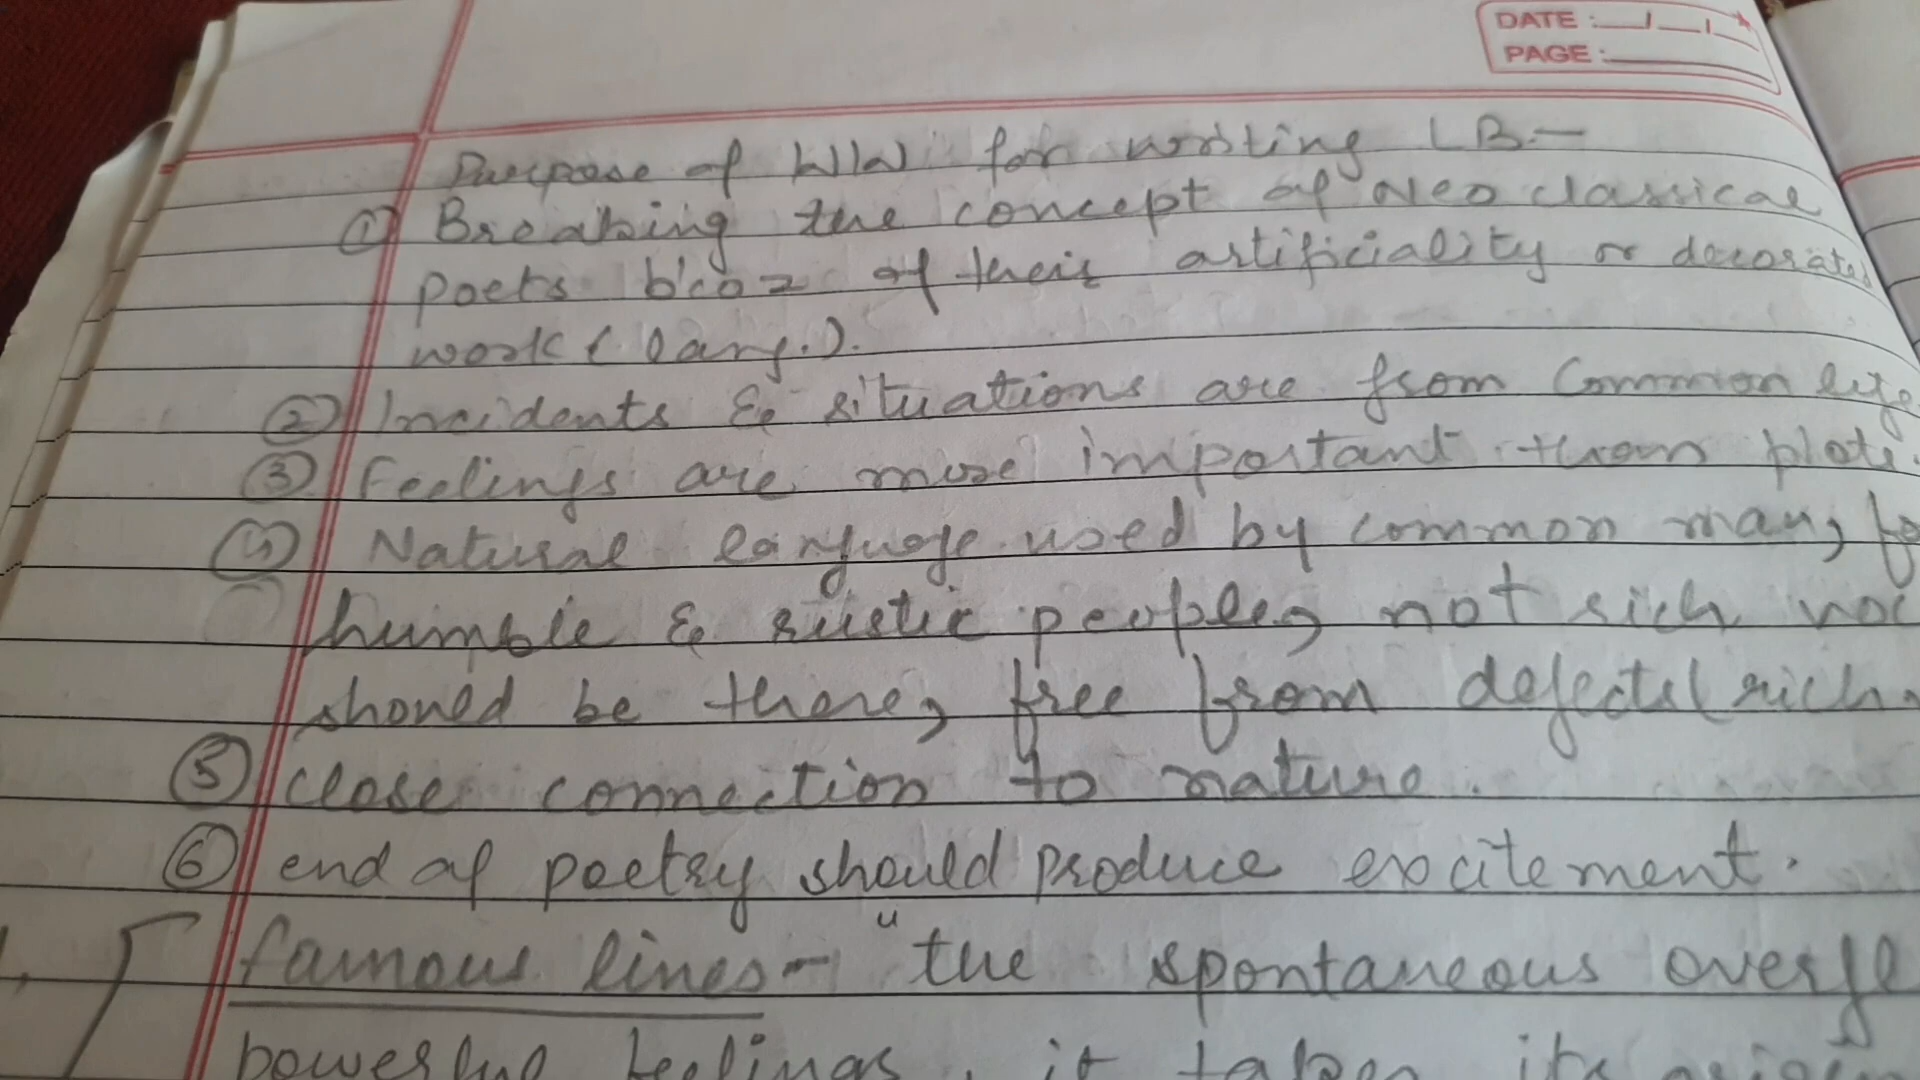 DATE :
PAGE :
Purpose of WW for writing LB.-
① Breaking the concept of Neo classical
poets b'coz of their artificiality or decorated
work (lang.).
② Incidents & situations are from Common life
③ Feelings are more important than plots.
④ Natural language used by common man, fo
humble & rustic people, not rich voc
should be there, free from defects(rich
⑤ close connection to nature.
⑥ end of poetry should produce excitement.
famous lines- "the spontaneous overfl
powerful feelings, it takes its origin